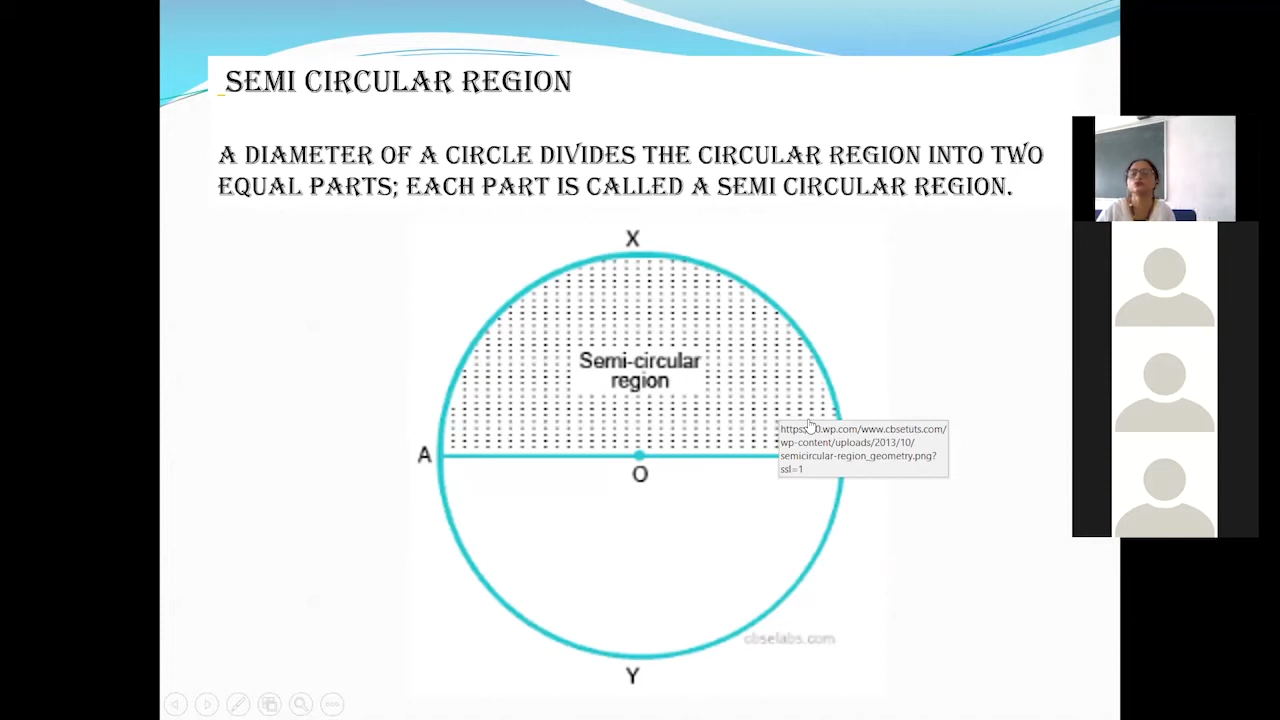 SEMI CIRCULAR REGION
A DIAMETER OF A CIRCLE DIVIDES THE CIRCULAR REGION INTO TWO
EQUAL PARTS; EACH PART IS CALLED A SEMI CIRCULAR REGION.
X
Semi-circular
region
A
O
.wp.com/www.cbsetuts.com/
wp-content/uploads/2013/10/
semicircular-region_geometry.png?
ssl=1
cbselabs.com
Y